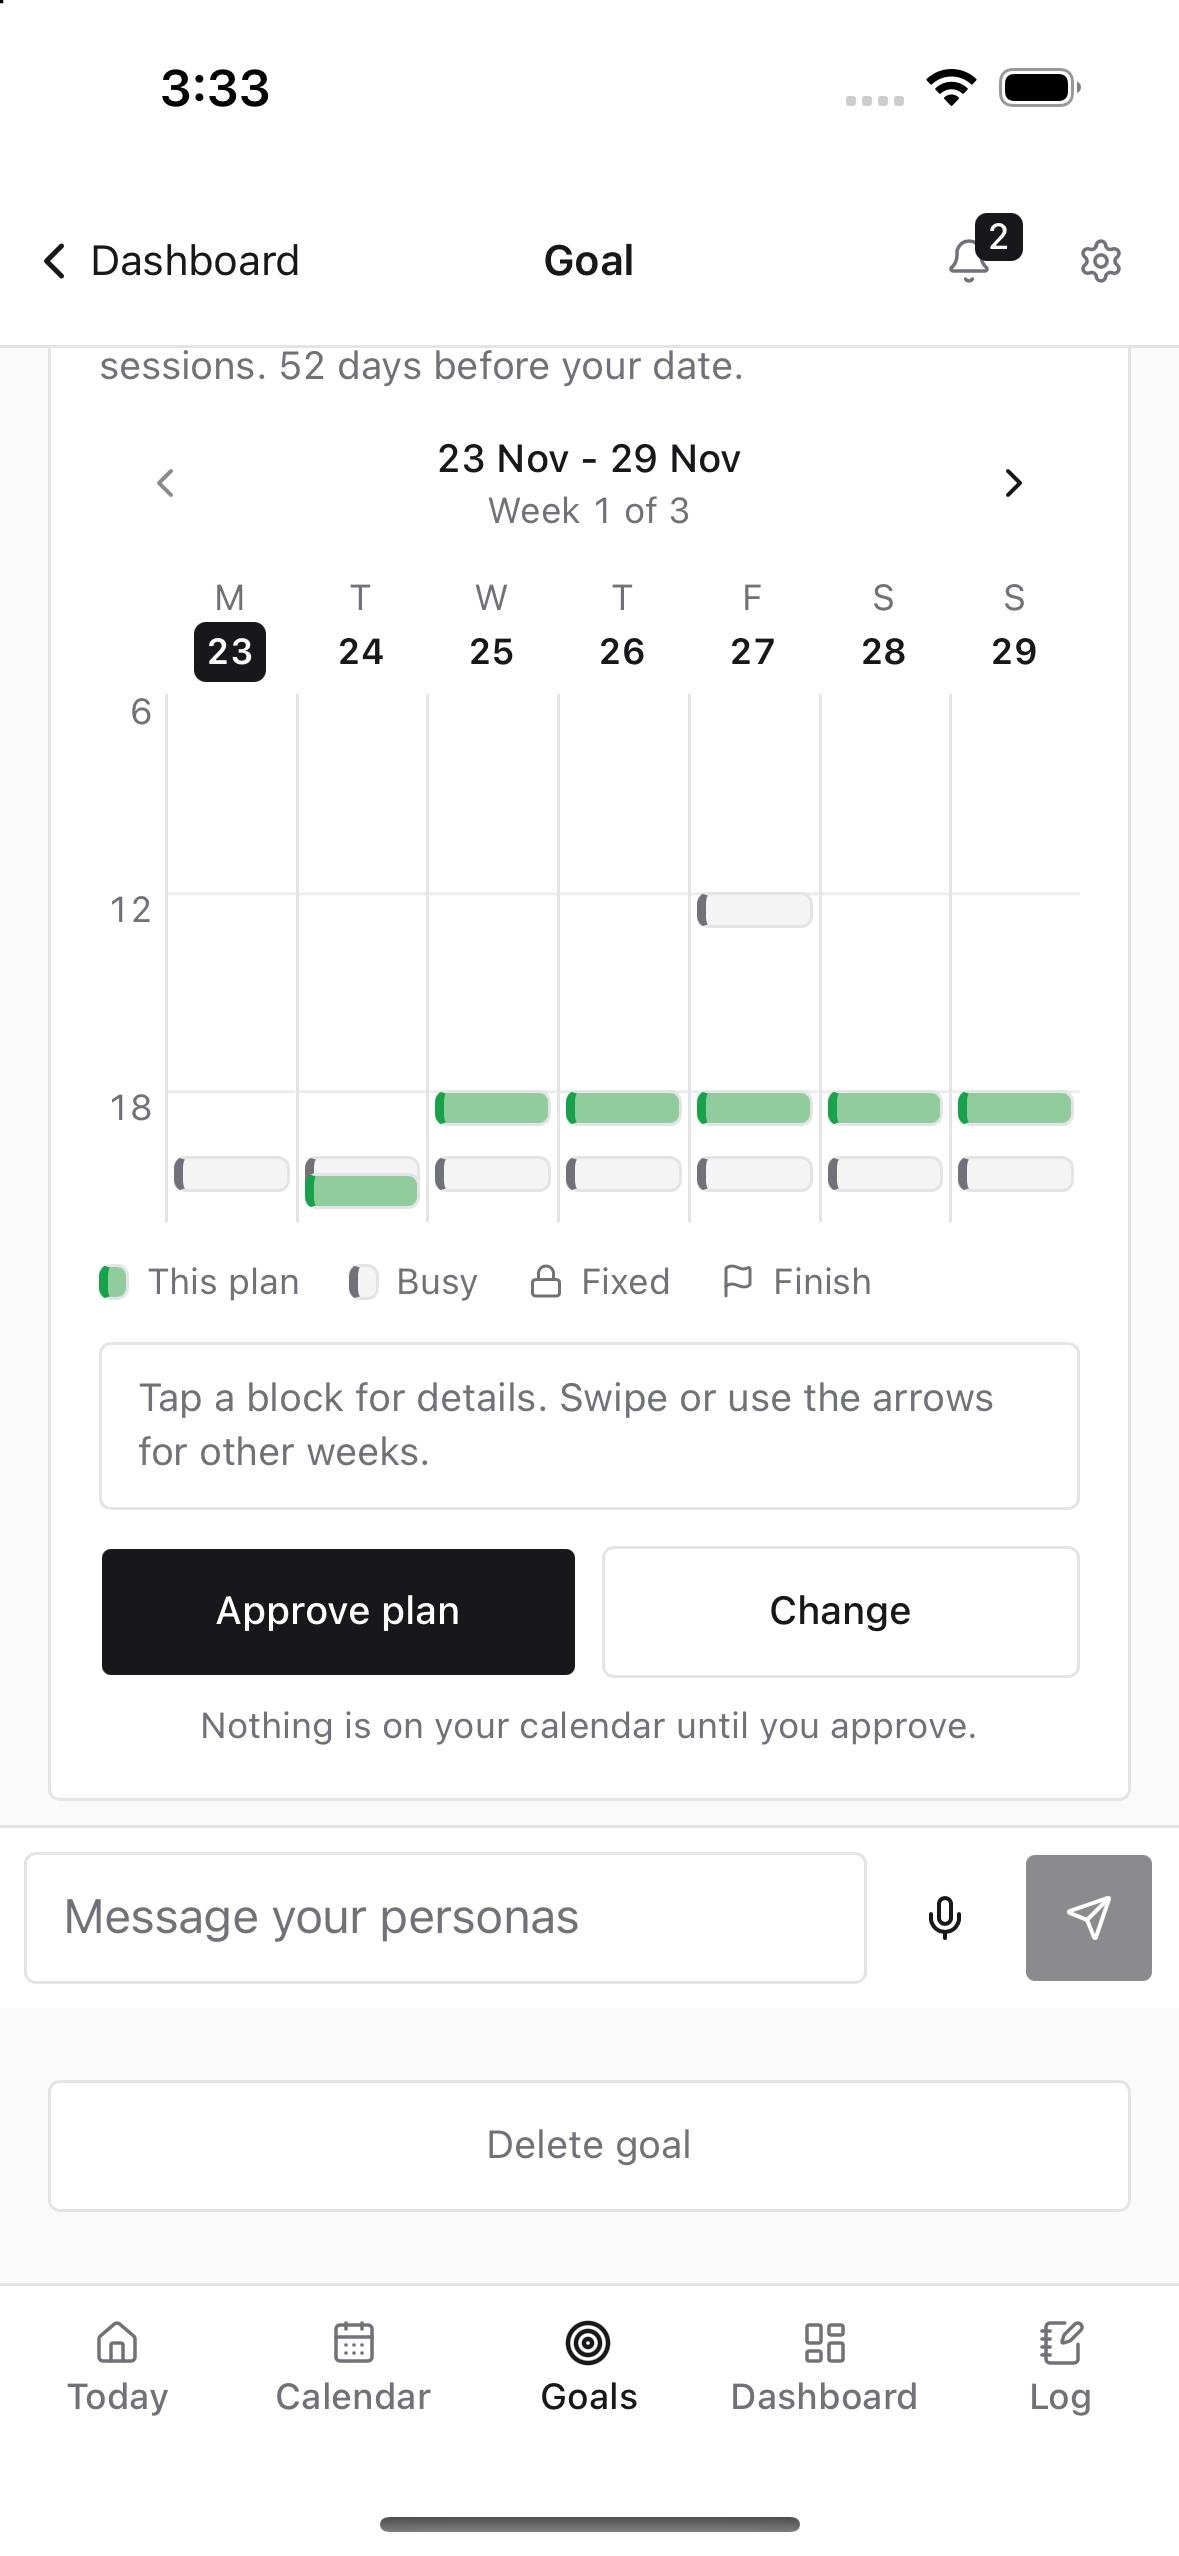 3:33
Dashboard
Goal
2
sessions. 52 days before your date.
23 Nov - 29 Nov
Week 1 of 3
M T W T F S S
23 24 25 26 27 28 29
6
12
18
This plan Busy Fixed Finish
Tap a block for details. Swipe or use the arrows
for other weeks.
Approve plan Change
Nothing is on your calendar until you approve.
Message your personas
Delete goal
Today Calendar Goals Dashboard Log